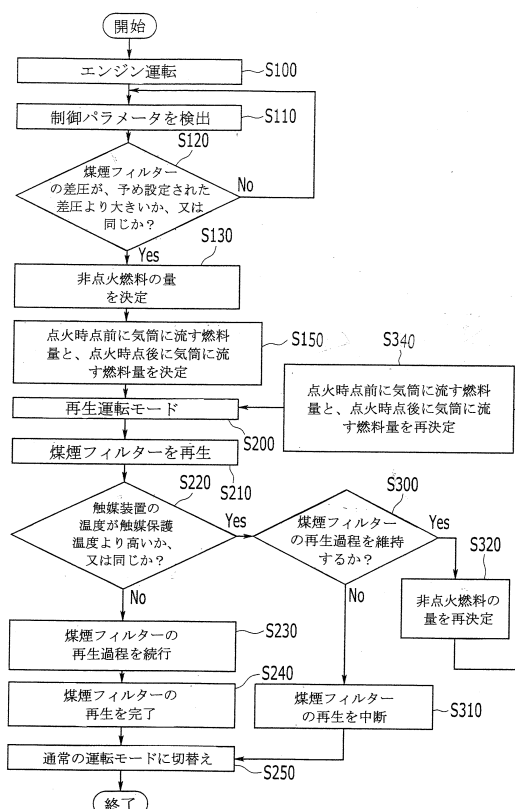 開始
エンジン運転
S100
制御パラメータを検出
S110
S120
煤煙フィルター
の差圧が、予め設定された
差圧より大きいか、又は
同じか？
No
Yes
S130
非点火燃料の量
を決定
点火時点前に気筒に流す燃料
量と、点火時点後に気筒に流
す燃料量を決定
S150
S340
点火時点前に気筒に流す燃料
量と、点火時点後に気筒に流
す燃料量を再決定
再生運転モード
S200
煤煙フィルターを再生
S210
S220
触媒装置の
温度が触媒保護
温度より高いか、
又は同じか？
Yes
No
S300
煤煙フィルター
の再生過程を維持
するか？
Yes
No
S320
非点火燃料の
量を再決定
煤煙フィルターの
再生過程を続行
S230
煤煙フィルターの
再生を完了
S240
煤煙フィルター
の再生を中断
S310
通常の運転モードに切替え
S250
終了